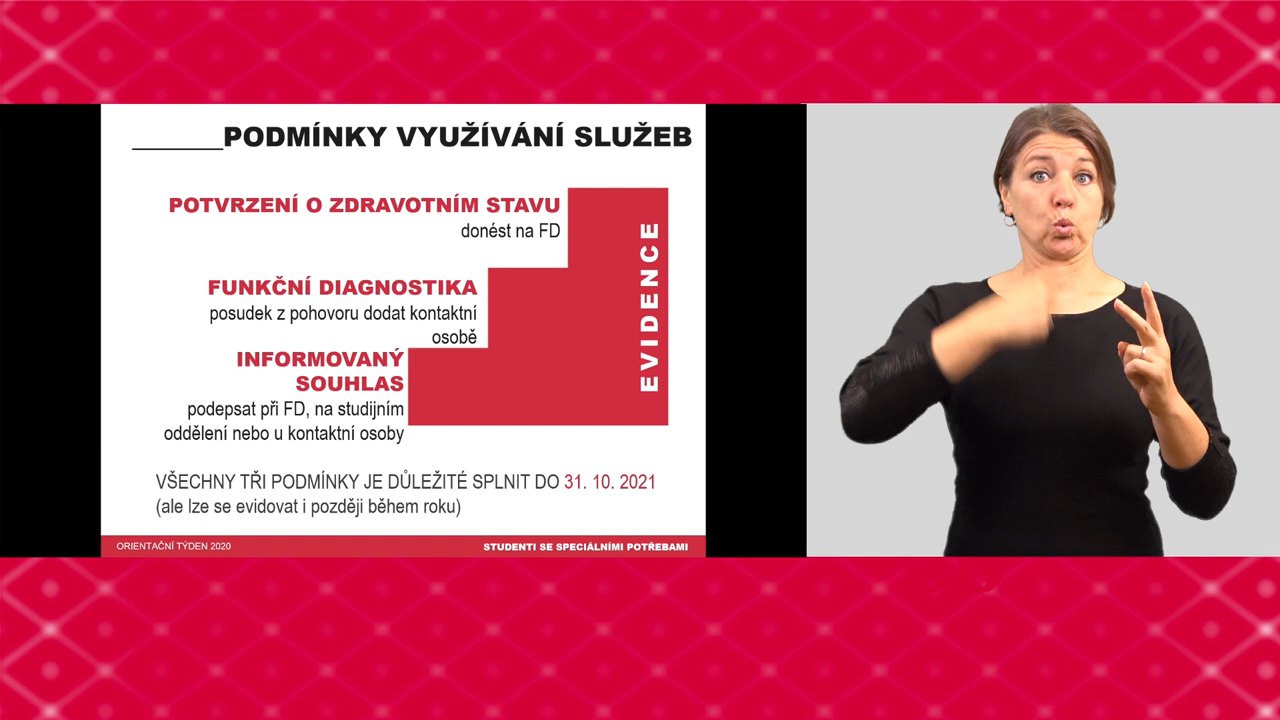 ______PODMÍNKY VYUŽÍVÁNÍ SLUŽEB
POTVRZENÍ O ZDRAVOTNÍM STAVU
donést na FD
FUNKČNÍ DIAGNOSTIKA
posudek z pohovoru dodat kontaktní
osobě
INFORMOVANÝ
SOUHLAS
podepsat při FD, na studijním
oddělení nebo u kontaktní osoby
EVIDENCE
VŠECHNY TŘI PODMÍNKY JE DŮLEŽITÉ SPLNIT DO 31. 10. 2021
(ale lze se evidovat i později během roku)
ORIENTAČNÍ TÝDEN 2020
STUDENTI SE SPECIÁLNÍMI POTŘEBAMI